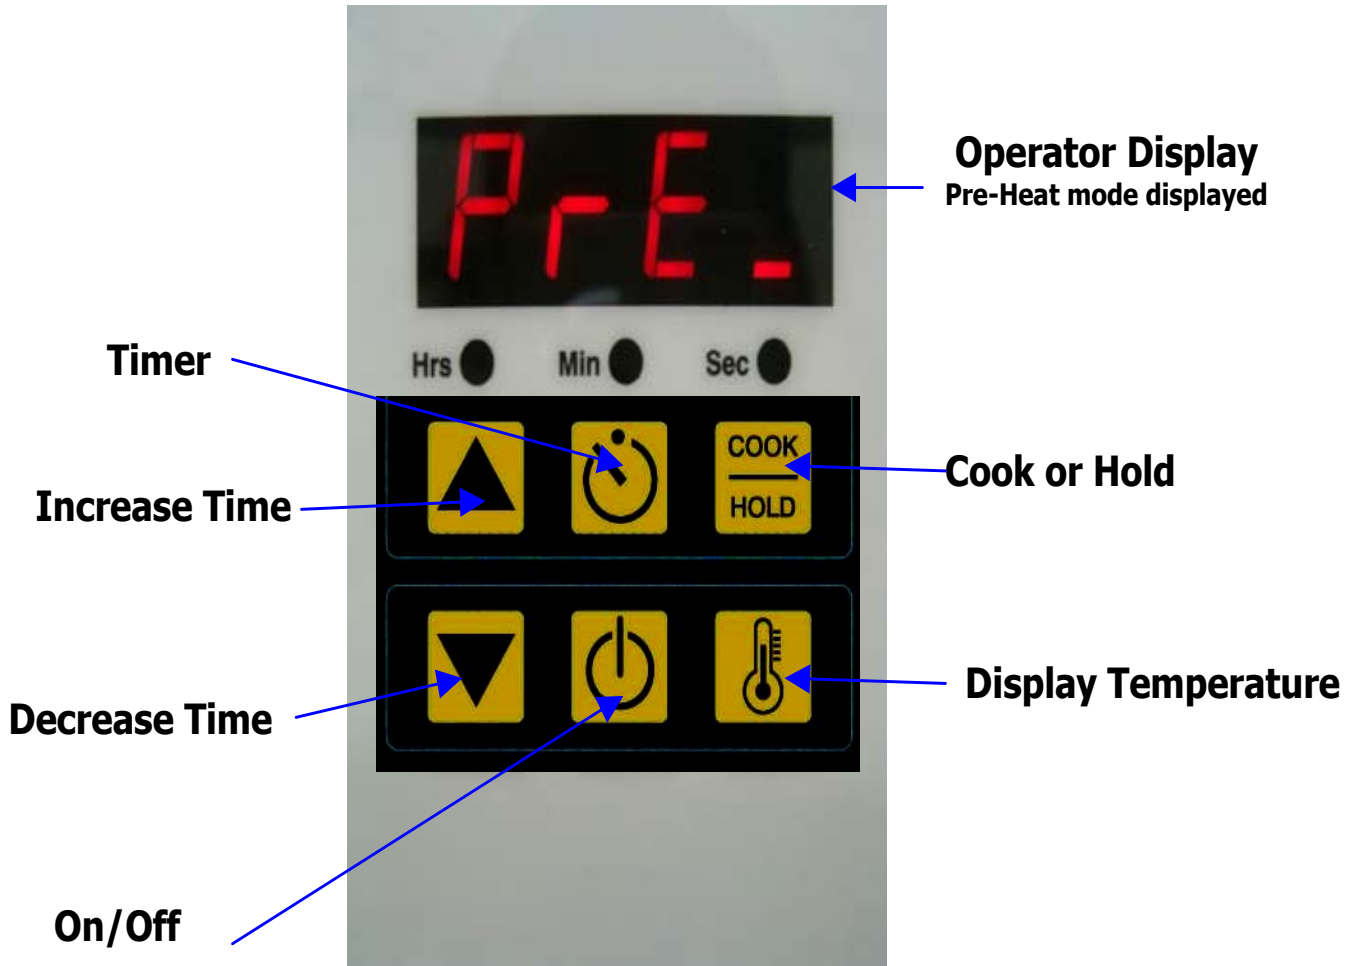 PrE_
Operator Display
Pre-Heat mode displayed
Hrs Min Sec
Timer
COOK
HOLD
Cook or Hold
Increase Time
Display Temperature
Decrease Time
On/Off